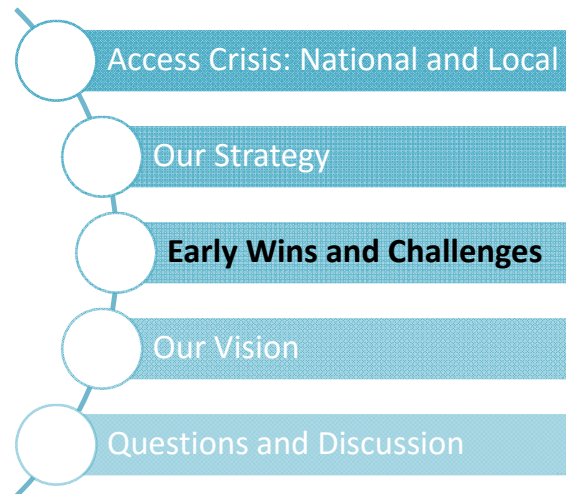 Access Crisis: National and Local
Our Strategy
Early Wins and Challenges
Our Vision
Questions and Discussion